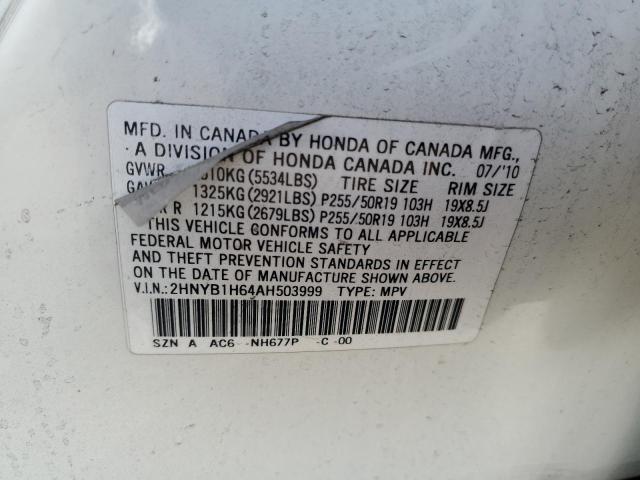 MFD. IN CANADA BY HONDA OF CANADA MFG.,
A DIVISION OF HONDA CANADA INC. 07/'10
GVWR 510KG(5534LBS) TIRE SIZE RIM SIZE
1325KG(2921LBS) P255/50R19 103H 19X8.5J
R 1215KG(2679LBS) P255/50R19 103H 19X8.5J
THIS VEHICLE CONFORMS TO ALL APPLICABLE
FEDERAL MOTOR VEHICLE SAFETY
AND THEFT PREVENTION STANDARDS IN EFFECT
ON THE DATE OF MANUFACTURE SHOWN ABOVE.
V.I.N.:2HNYB1H64AH503999 TYPE: MPV
SZN A AC6 -NH677P -C -00